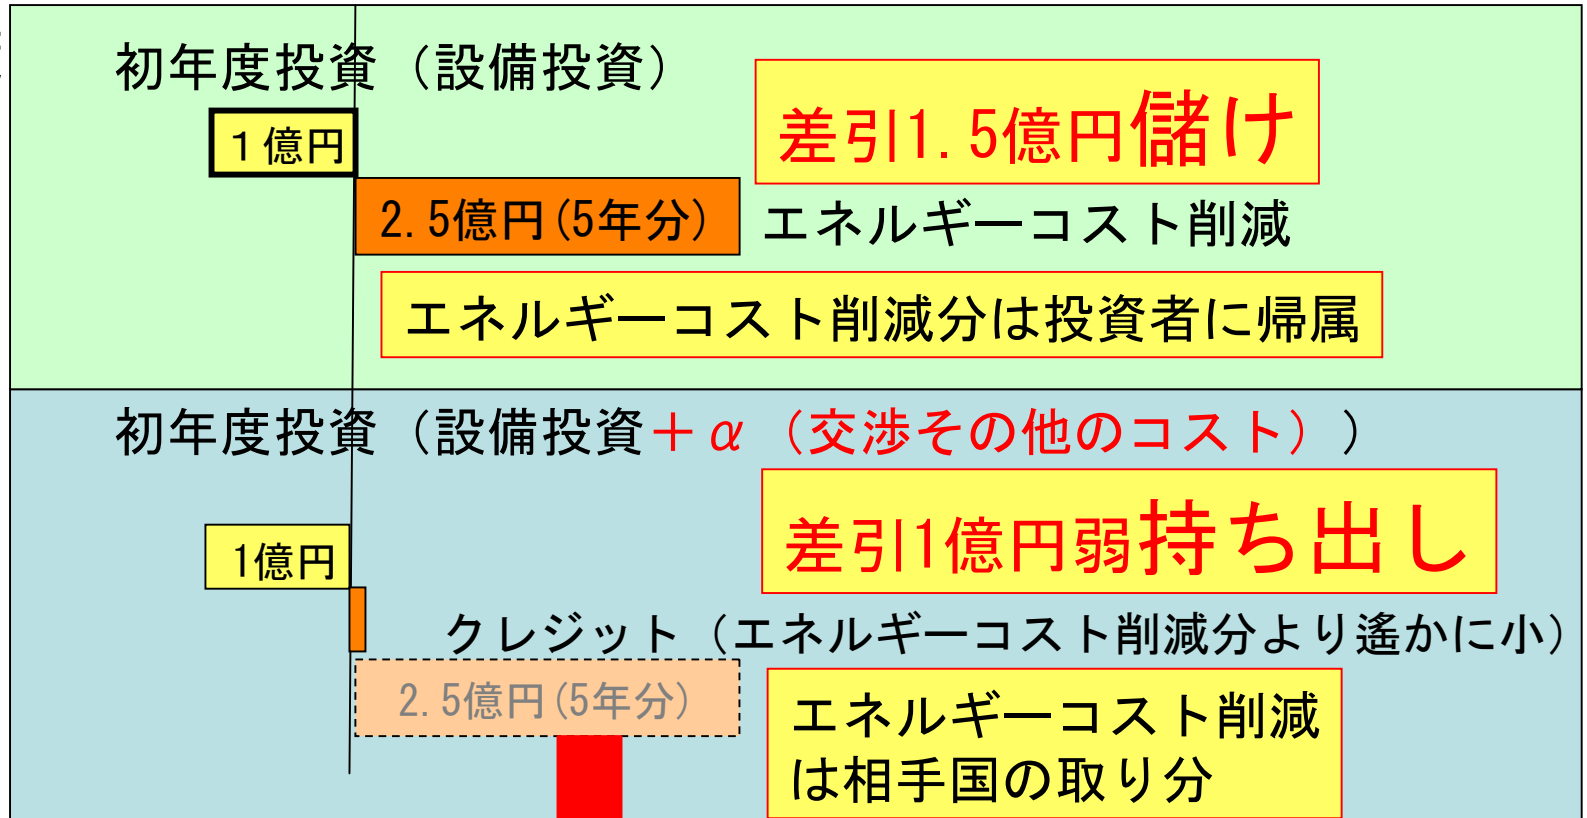 初年度投資（設備投資）
差引1.5億円儲け
１億円
2.5億円(5年分)
エネルギーコスト削減
エネルギーコスト削減分は投資者に帰属
初年度投資（設備投資＋α（交渉その他のコスト））
差引1億円弱持ち出し
1億円
クレジット（エネルギーコスト削減分より遙かに小）
2.5億円(5年分)
エネルギーコスト削減
は相手国の取り分